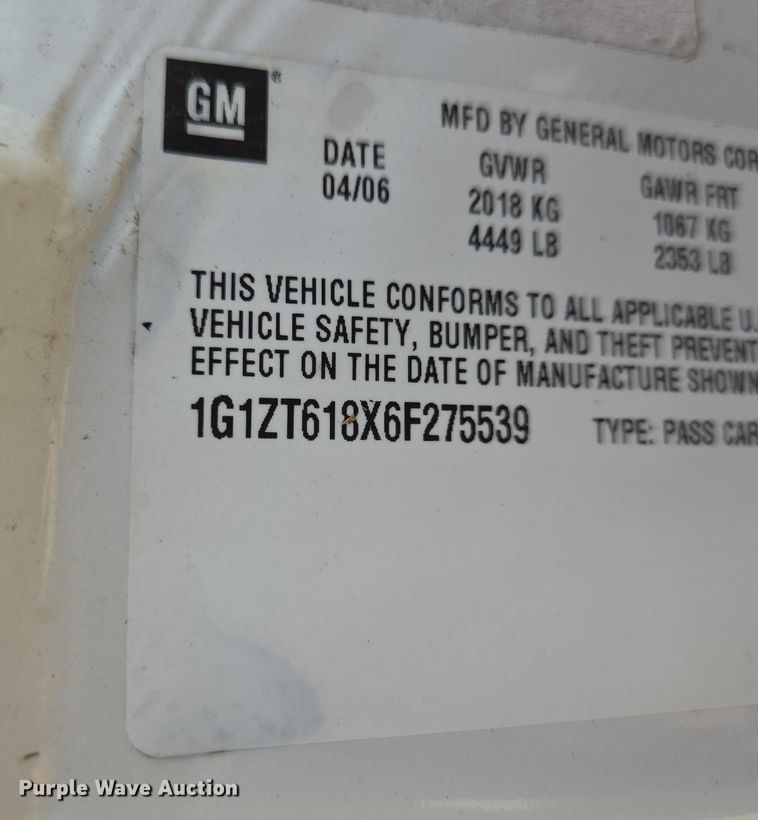 GM®
MFD BY GENERAL MOTORS COR
DATE GVWR GAWR FRT
04/06 2018 KG 1067 KG
4449 LB 2353 LB
THIS VEHICLE CONFORMS TO ALL APPLICABLE U.
VEHICLE SAFETY, BUMPER, AND THEFT PREVENT
EFFECT ON THE DATE OF MANUFACTURE SHOWN
1G1ZT618X6F275539 TYPE: PASS CAR
Purple Wave Auction